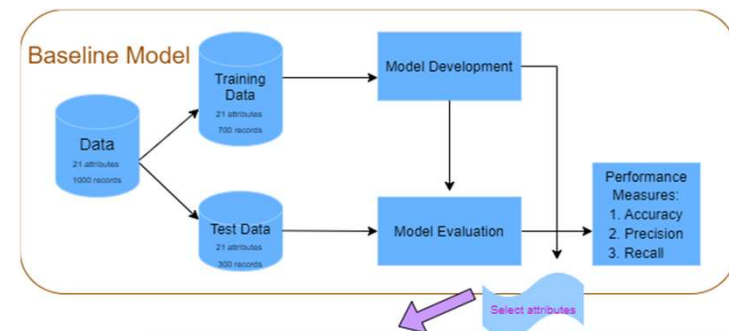 Baseline Model
Data
21 attributes
1000 records
Training
Data
21 attributes
700 records
Test Data
21 attributes
300 records
Model Development
Model Evaluation
Performance
Measures:
1. Accuracy
2. Precision
3. Recall
Select attributes